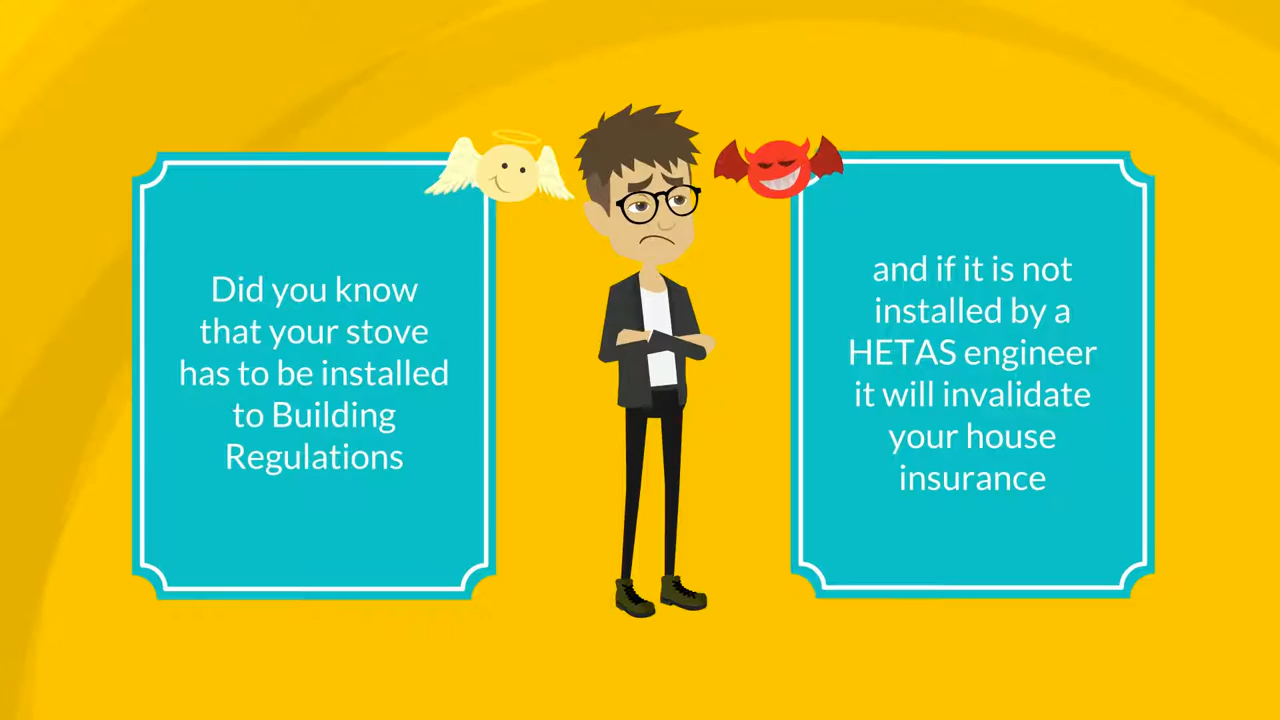 Did you know
that your stove
has to be installed
to Building
Regulations
and if it is not
installed by a
HETAS engineer
it will invalidate
your house
insurance